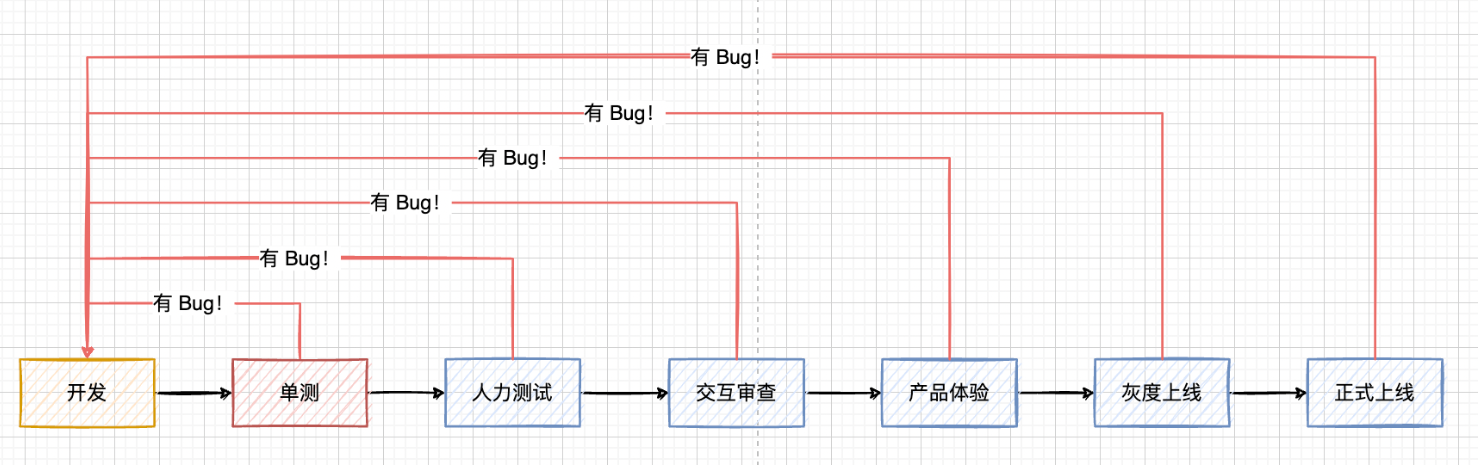 有 Bug！
有 Bug！
有 Bug！
有 Bug！
有 Bug！
有 Bug！
开发
单测
人力测试
交互审查
产品体验
灰度上线
正式上线